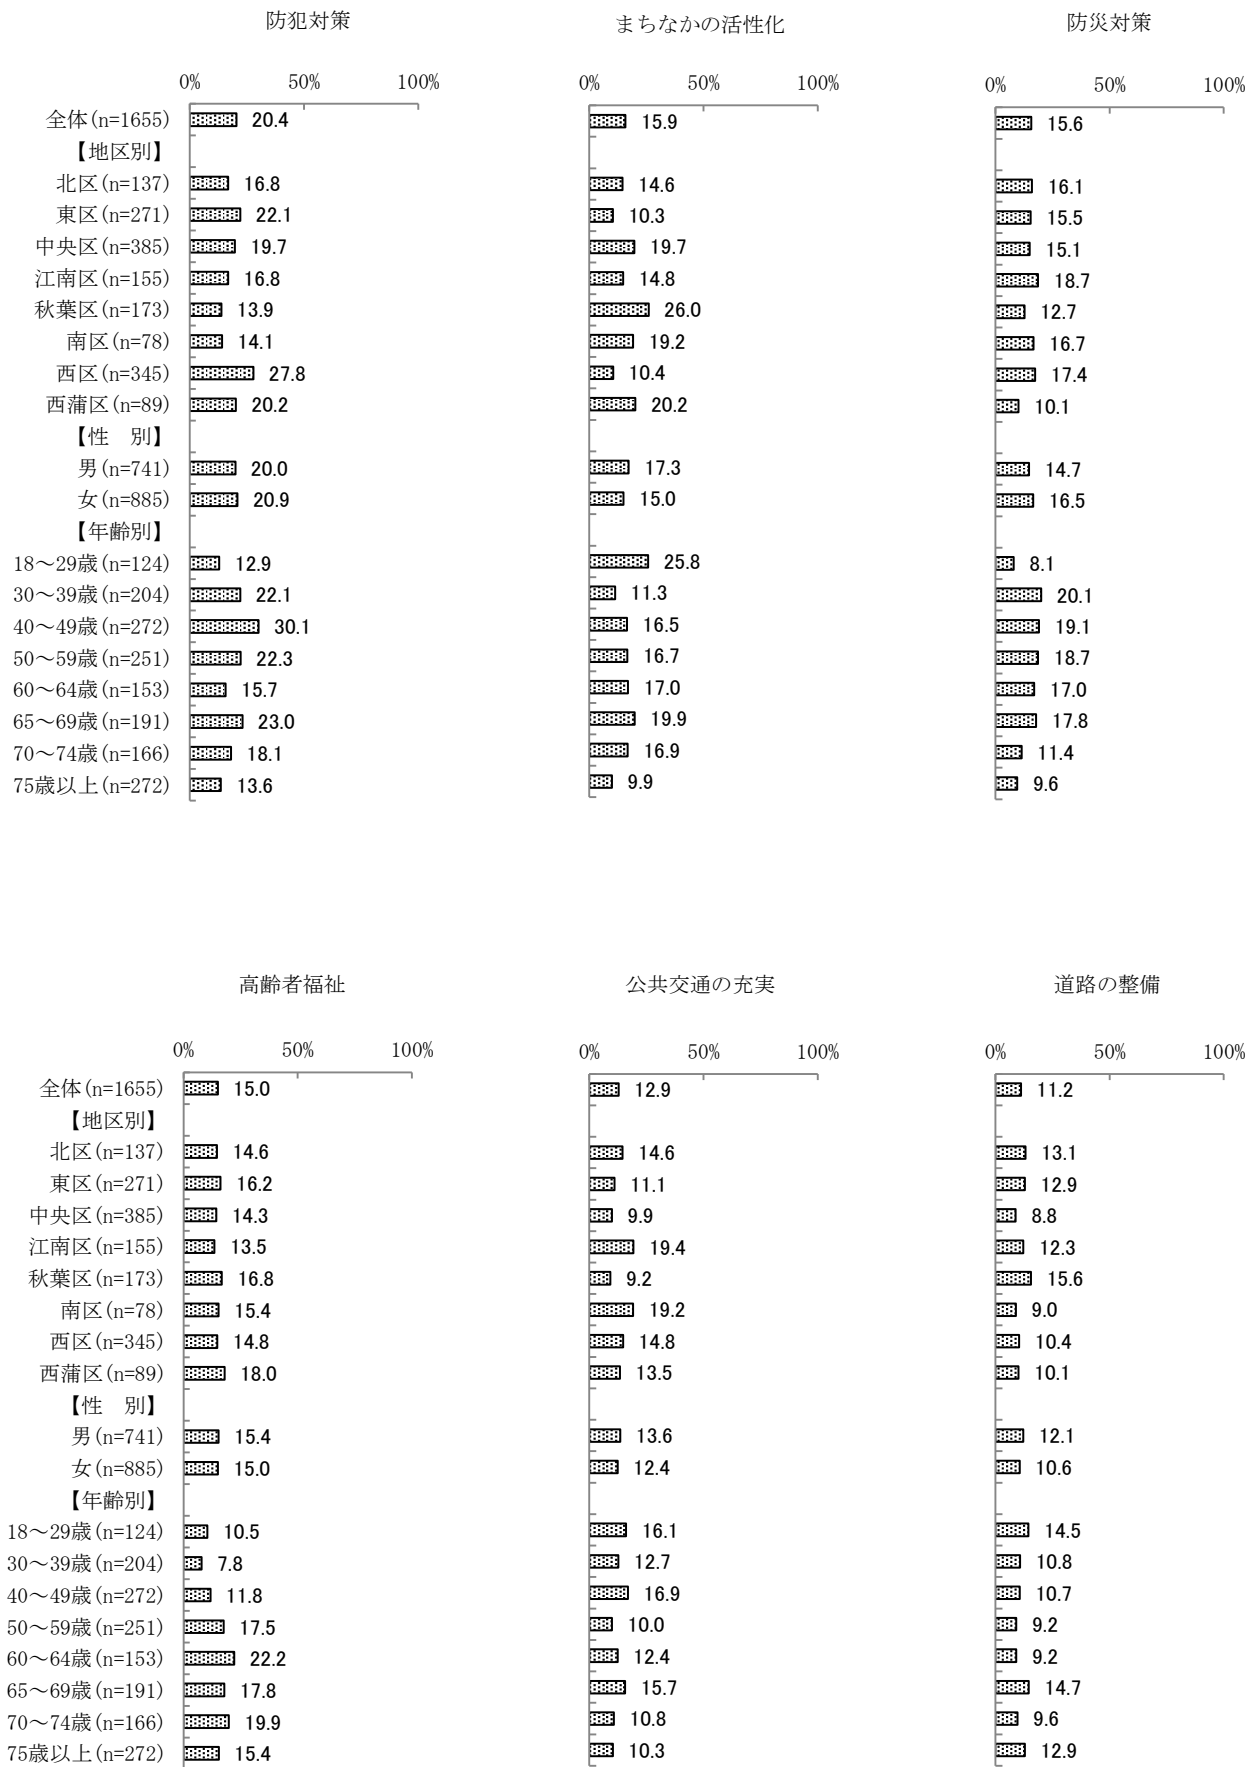 防犯対策 まちなかの活性化 防災対策
0% 50% 100% 0% 50% 100% 0% 50% 100%
全体(n=1655) 20.4 15.9 15.6
【地区別】
北区(n=137) 16.8 14.6 16.1
東区(n=271) 22.1 10.3 15.5
中央区(n=385) 19.7 19.7 15.1
江南区(n=155) 16.8 14.8 18.7
秋葉区(n=173) 13.9 26.0 12.7
南区(n=78) 14.1 19.2 16.7
西区(n=345) 27.8 10.4 17.4
西蒲区(n=89) 20.2 20.2 10.1
【性　別】
男(n=741) 20.0 17.3 14.7
女(n=885) 20.9 15.0 16.5
【年齢別】
18～29歳(n=124) 12.9 25.8 8.1
30～39歳(n=204) 22.1 11.3 20.1
40～49歳(n=272) 30.1 16.5 19.1
50～59歳(n=251) 22.3 16.7 18.7
60～64歳(n=153) 15.7 17.0 17.0
65～69歳(n=191) 23.0 19.9 17.8
70～74歳(n=166) 18.1 16.9 11.4
75歳以上(n=272) 13.6 9.9 9.6
高齢者福祉 公共交通の充実 道路の整備
0% 50% 100% 0% 50% 100% 0% 50% 100%
全体(n=1655) 15.0 12.9 11.2
【地区別】
北区(n=137) 14.6 14.6 13.1
東区(n=271) 16.2 11.1 12.9
中央区(n=385) 14.3 9.9 8.8
江南区(n=155) 13.5 19.4 12.3
秋葉区(n=173) 16.8 9.2 15.6
南区(n=78) 15.4 19.2 9.0
西区(n=345) 14.8 14.8 10.4
西蒲区(n=89) 18.0 13.5 10.1
【性　別】
男(n=741) 15.4 13.6 12.1
女(n=885) 15.0 12.4 10.6
【年齢別】
18～29歳(n=124) 10.5 16.1 14.5
30～39歳(n=204) 7.8 12.7 10.8
40～49歳(n=272) 11.8 16.9 10.7
50～59歳(n=251) 17.5 10.0 9.2
60～64歳(n=153) 22.2 12.4 9.2
65～69歳(n=191) 17.8 15.7 14.7
70～74歳(n=166) 19.9 10.8 9.6
75歳以上(n=272) 15.4 10.3 12.9